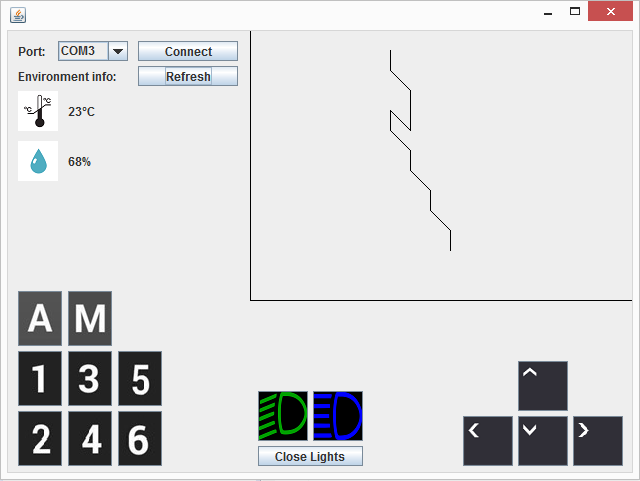 Port: COM3 Connect
Environment info: Refresh
°C °C 23°C
68%
A M
1 3 5
2 4 6
Close Lights